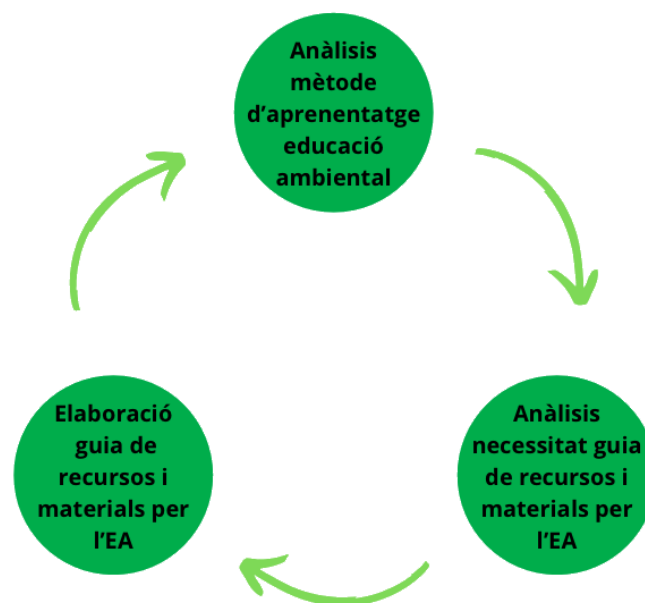 Anàlisis
mètode
d'aprenentatge
educació
ambiental
Anàlisis
necessitat guia
de recursos i
materials per
l'EA
Elaboració
guia de
recursos i
materials per
l'EA